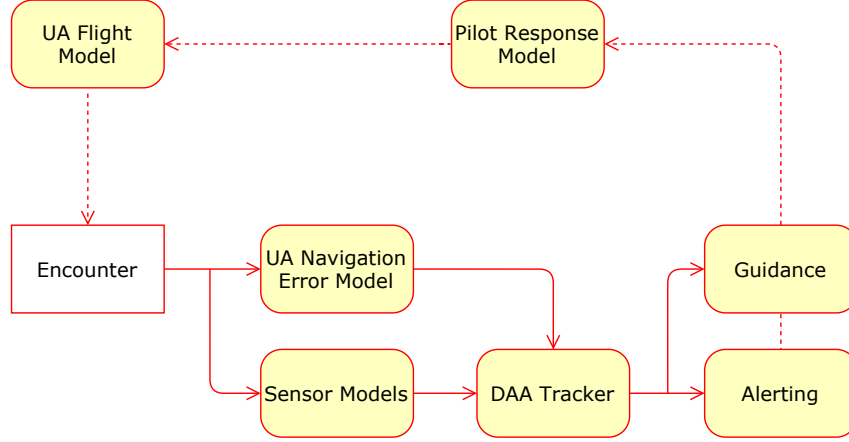 UA Flight
Model
Pilot Response
Model
Encounter
UA Navigation
Error Model
Guidance
Sensor Models
DAA Tracker
Alerting